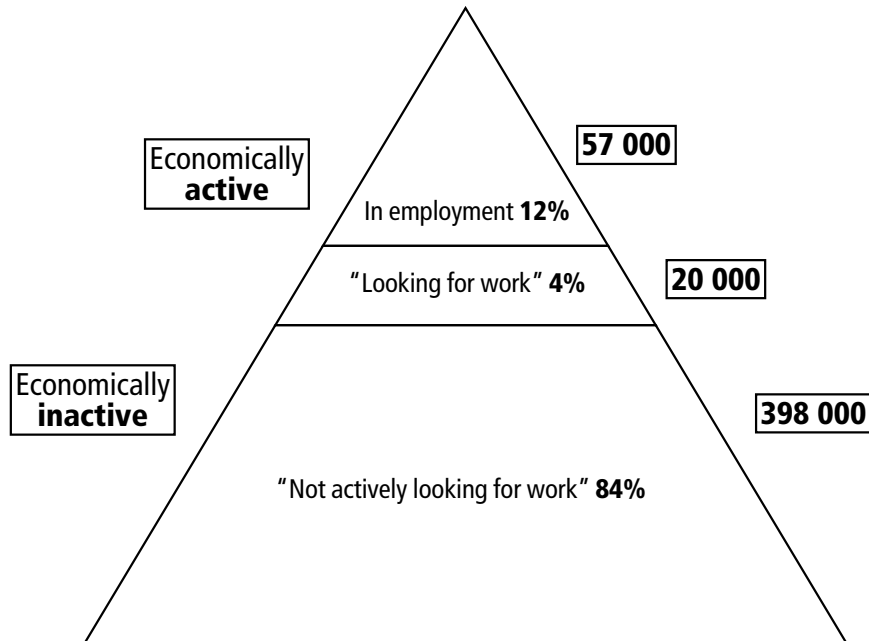 Economically
active
57 000
In employment 12%
"Looking for work" 4%
20 000
Economically
inactive
398 000
"Not actively looking for work" 84%